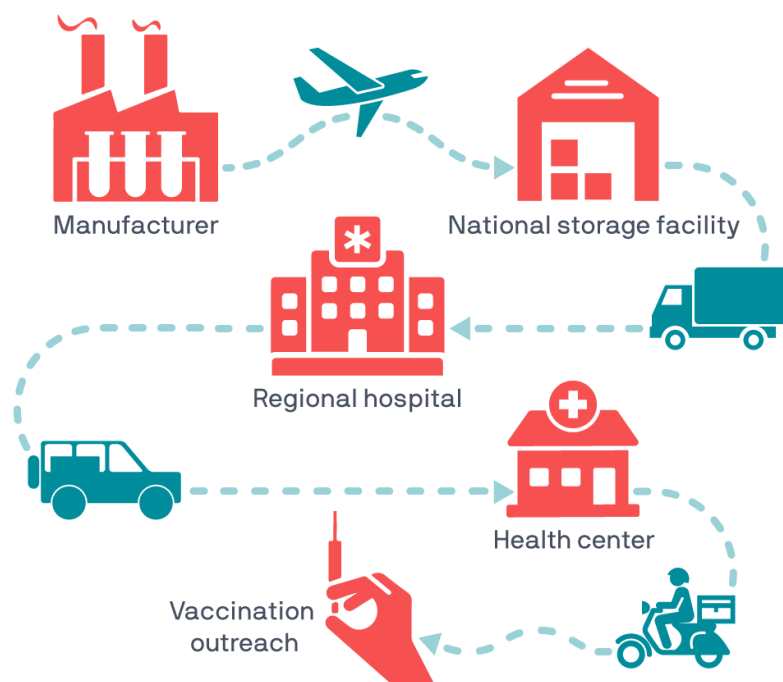 Manufacturer
National storage facility
Regional hospital
Health center
Vaccination
outreach